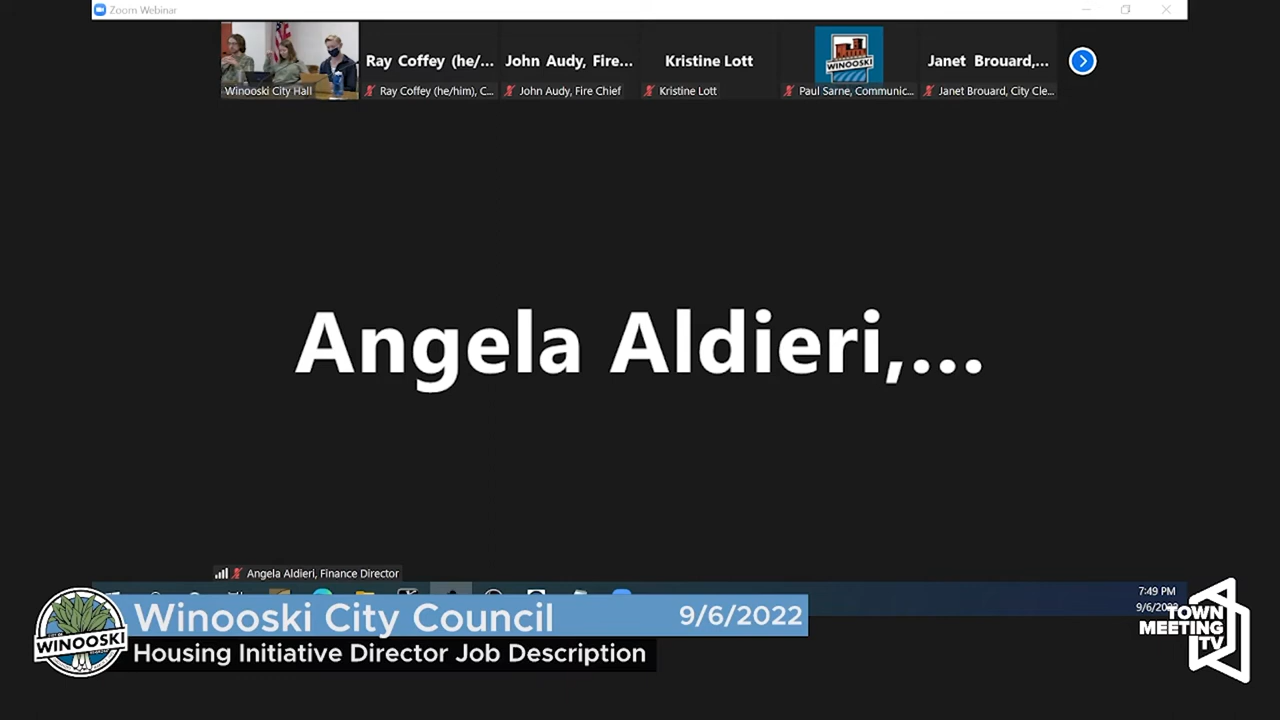 Zoom Webinar
Ray Coffey (he/...
John Audy, Fire...
Kristine Lott
WINOOSKI
Janet Brouard,...
Winooski City Hall
Ray Coffey (he/him), C...
John Audy, Fire Chief
Kristine Lott
Paul Sarne, Communic...
Janet Brouard, City Cle...
Angela Aldieri,...
Angela Aldieri, Finance Director
7:49 PM
WINOOSKI
Winooski City Council
9/6/2022
Housing Initiative Director Job Description
TOWN
MEETING
TV